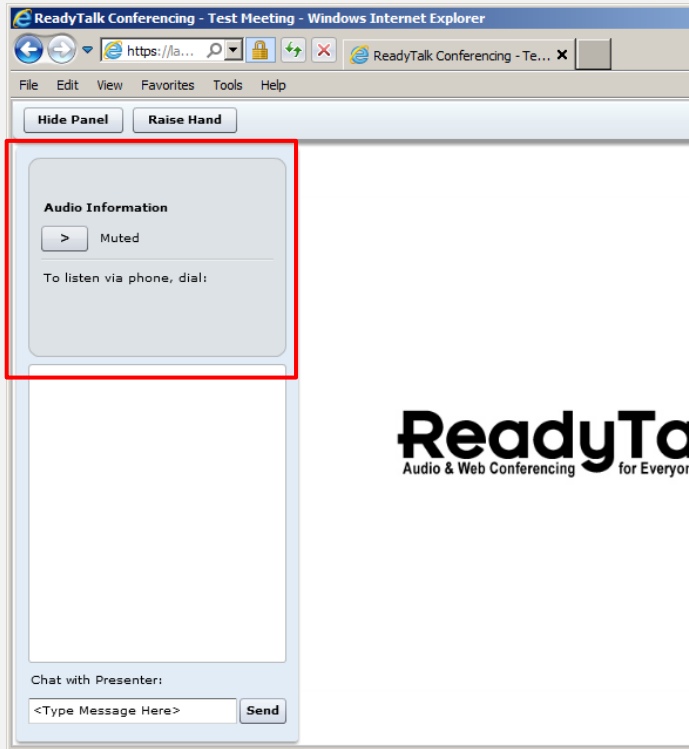 ReadyTalk Conferencing - Test Meeting - Windows Internet Explorer
https://la...
ReadyTalk Conferencing - Te...
File Edit View Favorites Tools Help
Hide Panel Raise Hand
Audio Information
> Muted
To listen via phone, dial:
ReadyTa
Audio & Web Conferencing for Everyon
Chat with Presenter:
<Type Message Here> Send